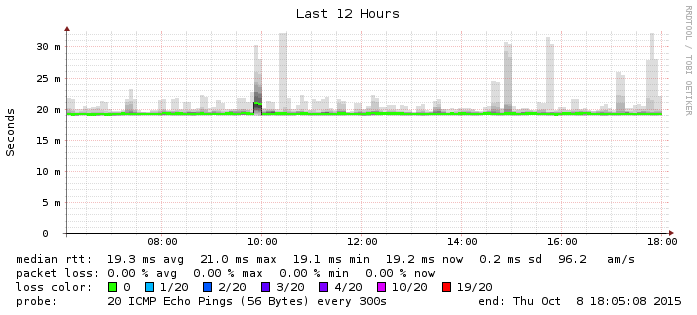 Last 12 Hours
RRDTOOL / TOBI OETIKER
Seconds
30 m
25 m
20 m
15 m
10 m
5 m
0
08:00 10:00 12:00 14:00 16:00 18:00
median rtt: 19.3 ms avg 21.0 ms max 19.1 ms min 19.2 ms now 0.2 ms sd 96.2 am/s
packet loss: 0.00 % avg 0.00 % max 0.00 % min 0.00 % now
loss color: 0 1/20 2/20 3/20 4/20 10/20 19/20
probe: 20 ICMP Echo Pings (56 Bytes) every 300s end: Thu Oct 8 18:05:08 2015